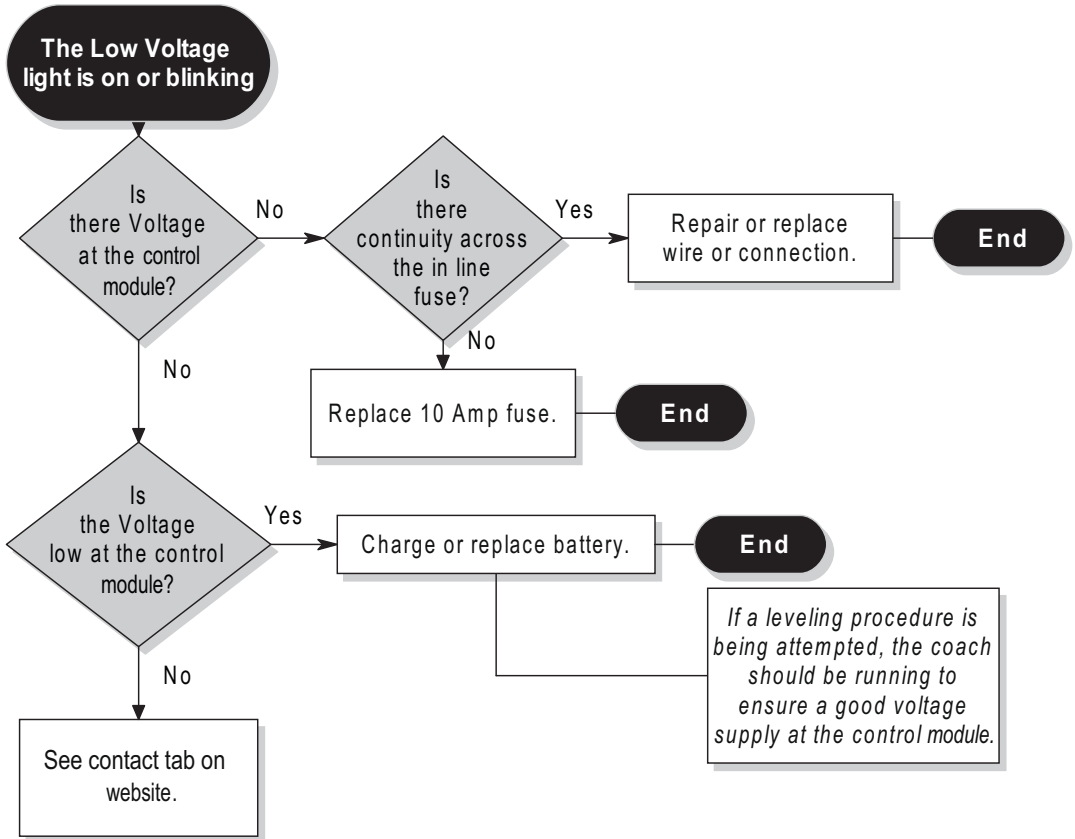 The Low Voltage
light is on or blinking
Is
there Voltage
at the control
module?
No
Is
there
continuity across
the in line
fuse?
Yes
Repair or replace
wire or connection.
End
No
Replace 10 Amp fuse.
End
No
Is
the Voltage
low at the control
module?
Yes
Charge or replace battery.
End
If a leveling procedure is
being attempted, the coach
should be running to
ensure a good voltage
supply at the control module.
No
See contact tab on
website.